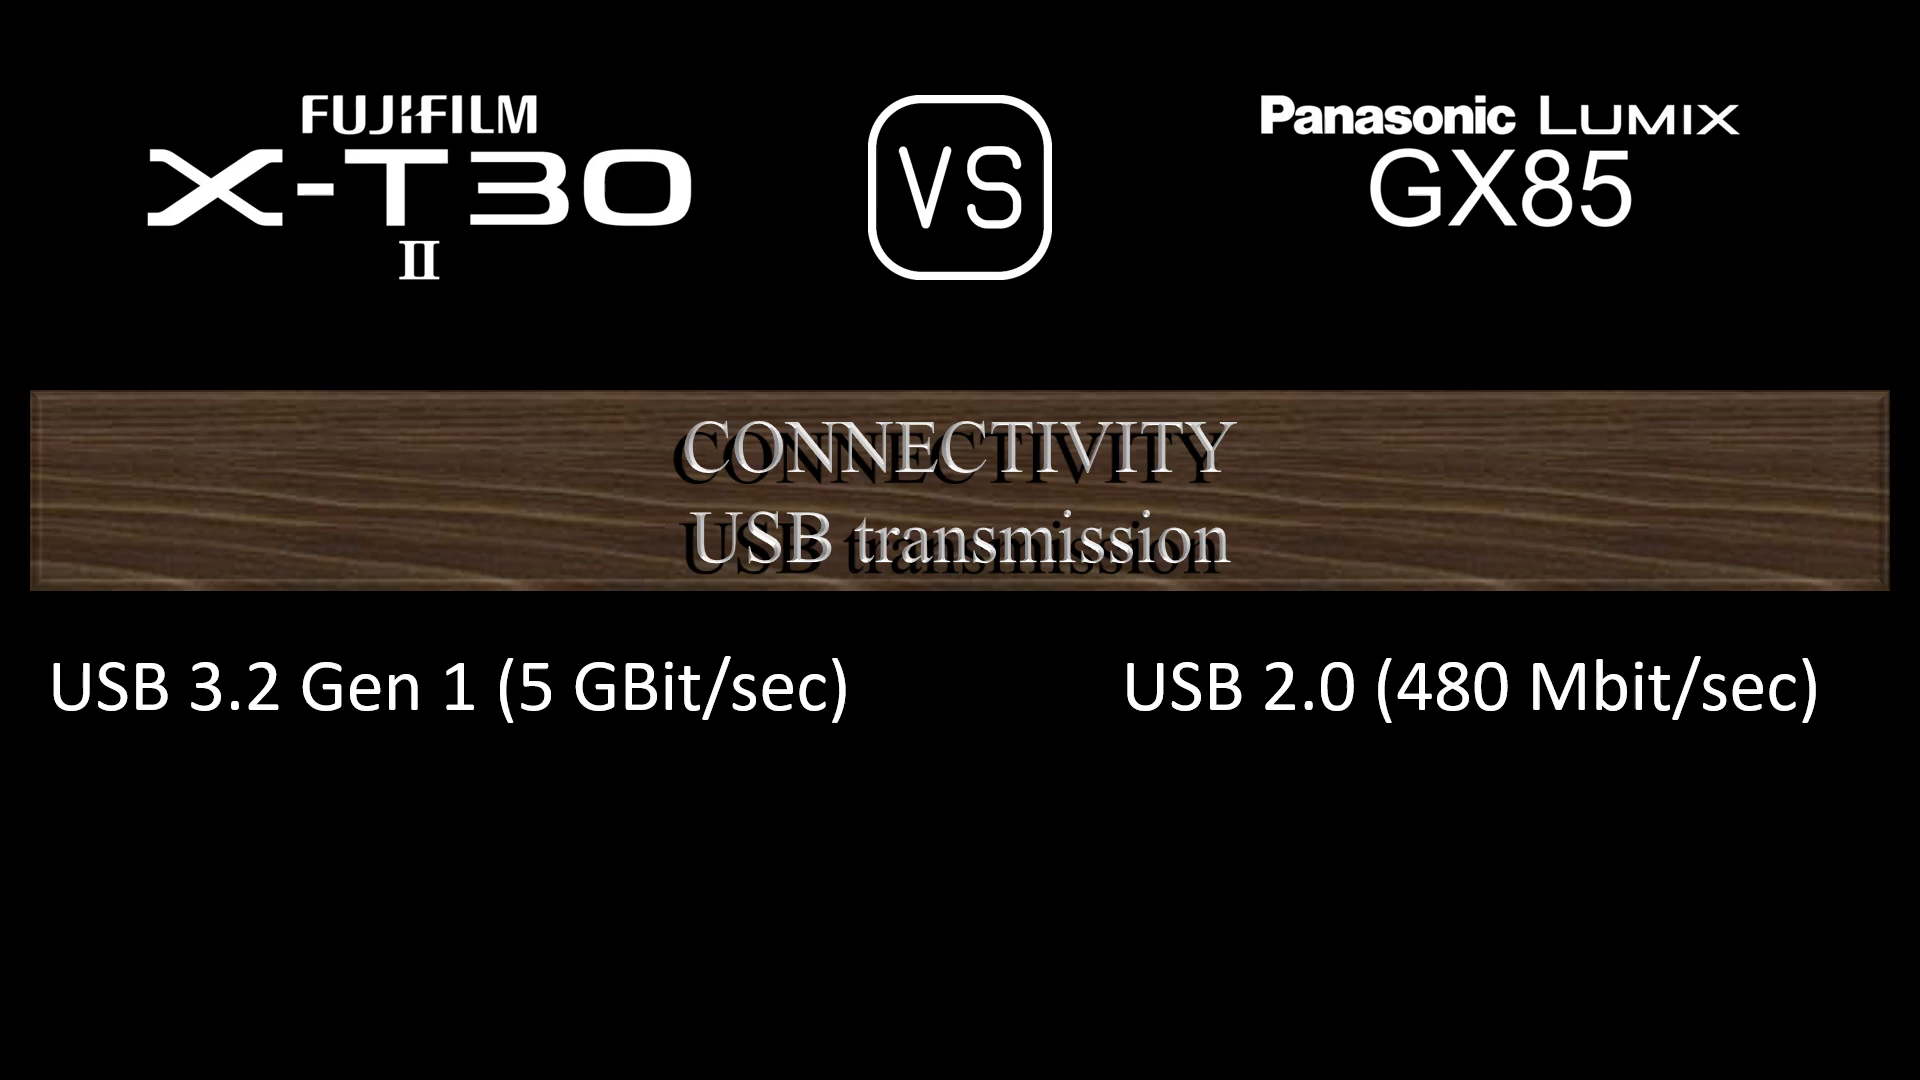 FUJIFILM
X-T30
II
VS
Panasonic LUMIX
GX85
CONNECTIVITY
USB transmission
USB 3.2 Gen 1 (5 GBit/sec)
USB 2.0 (480 Mbit/sec)